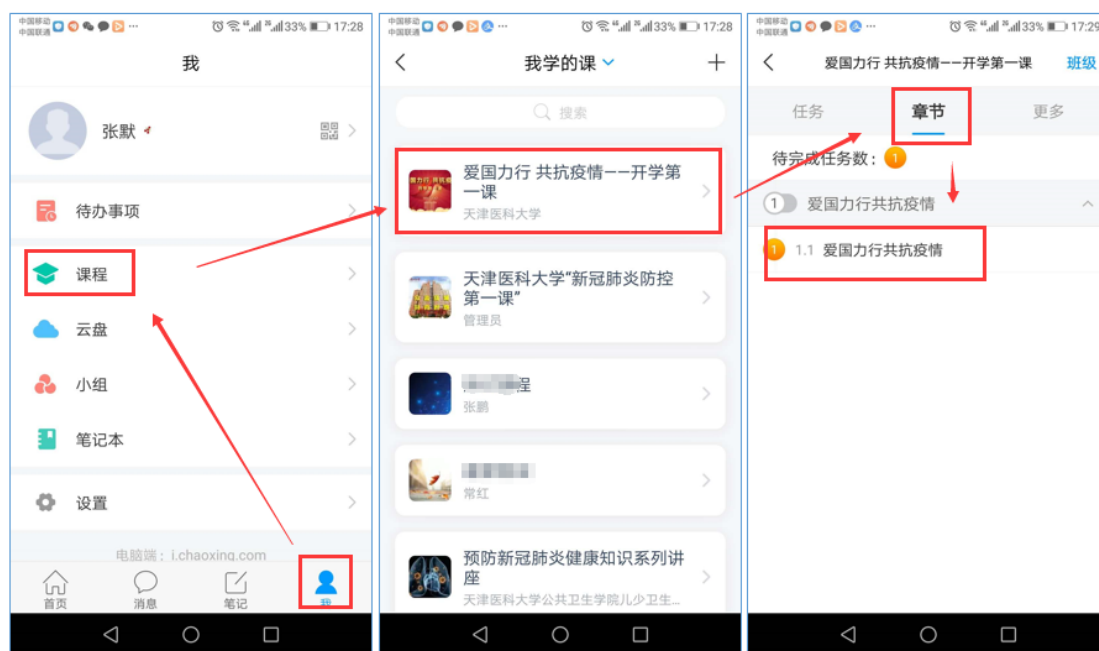 中国移动
中国联通
33% 17:28
我
张默
待办事项
课程
云盘
小组
笔记本
设置
电脑端：i.chaoxing.com
首页
消息
笔记
我
中国移动
中国联通
33% 17:28
我学的课
搜索
爱国力行 共抗疫情——开学第
一课
天津医科大学
天津医科大学“新冠肺炎防控
第一课”
管理员
程
张鹏
常红
预防新冠肺炎健康知识系列讲
座
天津医科大学公共卫生学院儿少卫生...
中国移动
中国联通
33% 17:29
爱国力行 共抗疫情——开学第一课
班级
任务
章节
更多
待完成任务数：1
1 爱国力行共抗疫情
1 1.1 爱国力行共抗疫情